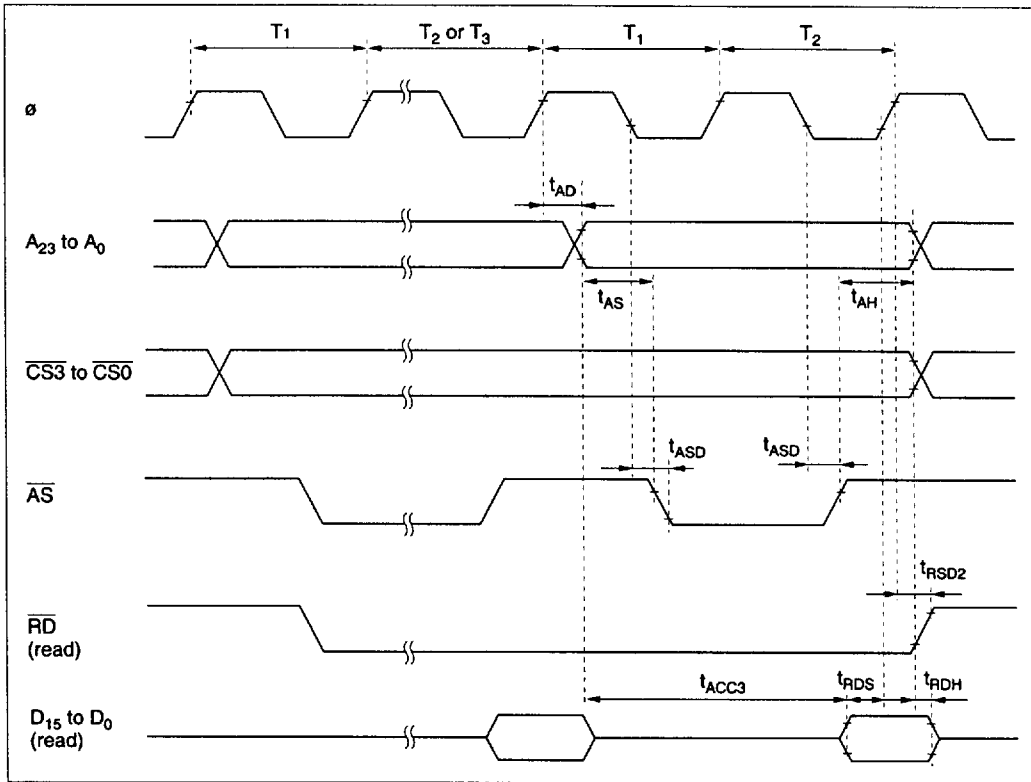 T1 T2 or T3 T1 T2
ø
tAD
A23 to A0
tAS tAH
CS3 to CS0
tASD tASD
AS
tRSD2
RD
(read)
tACC3 tRDS tRDH
D15 to D0
(read)